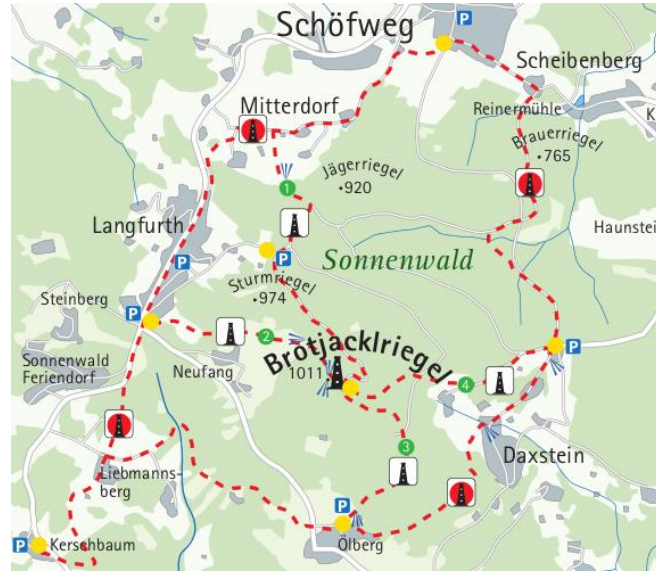 P
Schöfweg
Scheibenberg
Mitterdorf
Reinermühle
K
Brauerriegel
•765
Jägerriegel
•920
1
Langfurth
P
P
Haunstei
Sonnenwald
Sturmriegel
•974
Steinberg
P
2
Brotjacklriegel
1011
P
Sonnenwald
Feriendorf
Neufang
4
3
Daxstein
Liebmanns-
berg
P
Ölberg
P
Kerschbaum